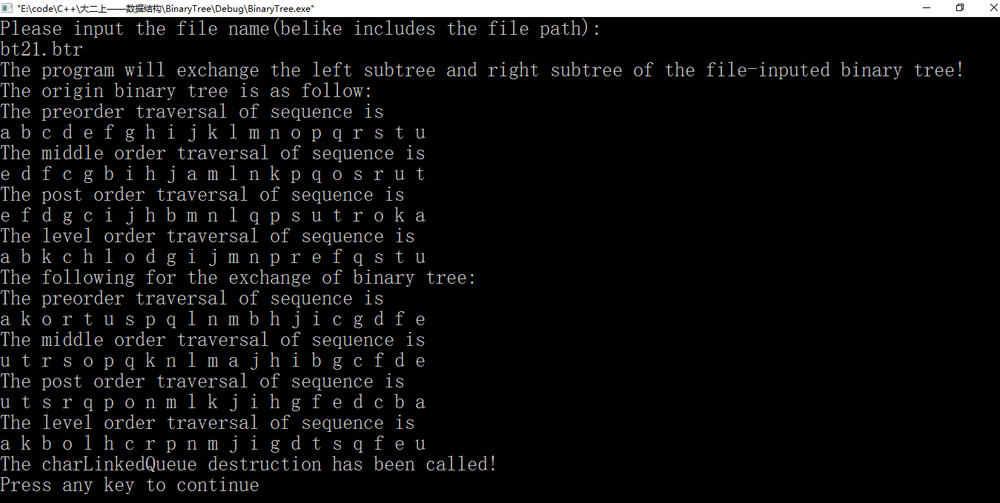 "E:\code\C++\大二上——数据结构\BinaryTree\Debug\BinaryTree.exe"
Please input the file name(belike includes the file path):
bt21.btr
The program will exchange the left subtree and right subtree of the file-inputed binary tree!
The origin binary tree is as follow:
The preorder traversal of sequence is
a b c d e f g h i j k l m n o p q r s t u
The middle order traversal of sequence is
e d f c g b i h j a m l n k p q o s r u t
The post order traversal of sequence is
e f d g c i j h b m n l q p s u t r o k a
The level order traversal of sequence is
a b k c h l o d g i j m n p r e f q s t u
The following for the exchange of binary tree:
The preorder traversal of sequence is
a k o r t u s p q l n m b h j i c g d f e
The middle order traversal of sequence is
u t r s o p q k n l m a j h i b g c f d e
The post order traversal of sequence is
u t s r q p o n m l k j i h g f e d c b a
The level order traversal of sequence is
a k b o l h c r p n m j i g d t s q f e u
The charLinkedQueue destruction has been called!
Press any key to continue